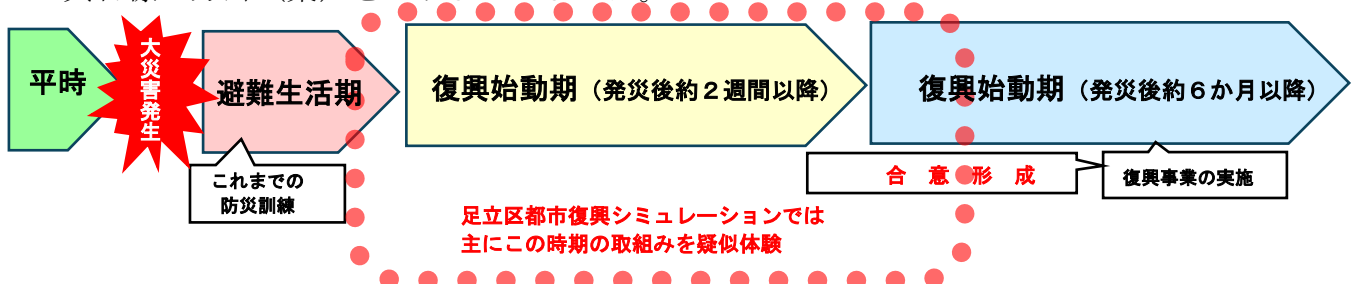 平時
大災害発生
避難生活期
復興始動期（発災後約２週間以降）
復興始動期（発災後約６か月以降）
これまでの
防災訓練
合意形成
復興事業の実施
足立区都市復興シミュレーションでは
主にこの時期の取組みを疑似体験